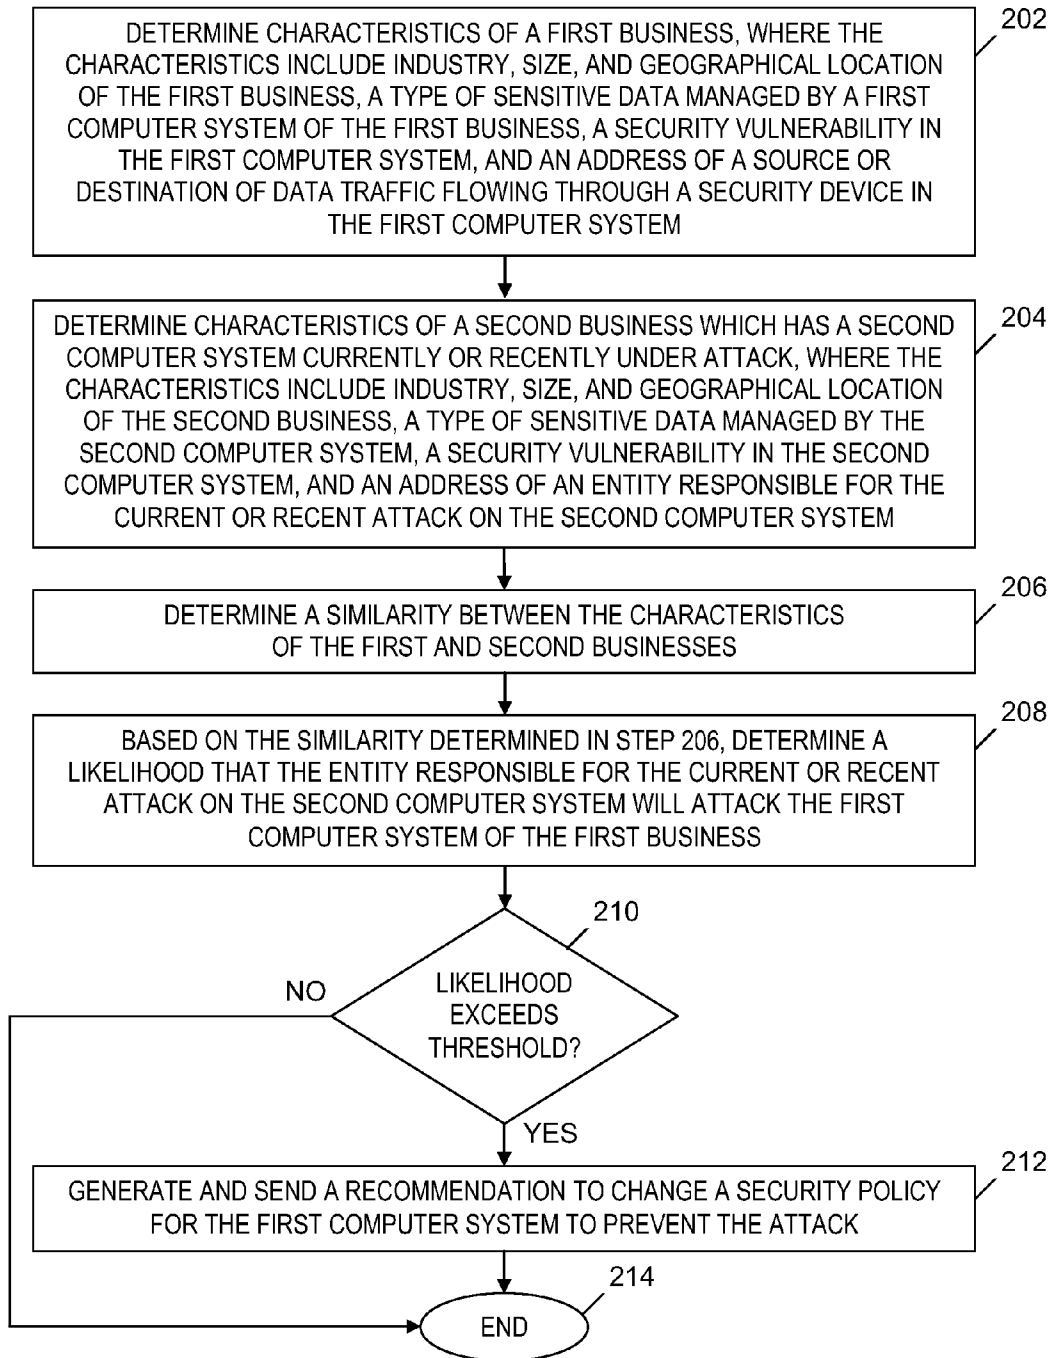 202
DETERMINE CHARACTERISTICS OF A FIRST BUSINESS, WHERE THE
CHARACTERISTICS INCLUDE INDUSTRY, SIZE, AND GEOGRAPHICAL LOCATION
OF THE FIRST BUSINESS, A TYPE OF SENSITIVE DATA MANAGED BY A FIRST
COMPUTER SYSTEM OF THE FIRST BUSINESS, A SECURITY VULNERABILITY IN
THE FIRST COMPUTER SYSTEM, AND AN ADDRESS OF A SOURCE OR
DESTINATION OF DATA TRAFFIC FLOWING THROUGH A SECURITY DEVICE IN
THE FIRST COMPUTER SYSTEM
204
DETERMINE CHARACTERISTICS OF A SECOND BUSINESS WHICH HAS A SECOND
COMPUTER SYSTEM CURRENTLY OR RECENTLY UNDER ATTACK, WHERE THE
CHARACTERISTICS INCLUDE INDUSTRY, SIZE, AND GEOGRAPHICAL LOCATION
OF THE SECOND BUSINESS, A TYPE OF SENSITIVE DATA MANAGED BY THE
SECOND COMPUTER SYSTEM, A SECURITY VULNERABILITY IN THE SECOND
COMPUTER SYSTEM, AND AN ADDRESS OF AN ENTITY RESPONSIBLE FOR THE
CURRENT OR RECENT ATTACK ON THE SECOND COMPUTER SYSTEM
206
DETERMINE A SIMILARITY BETWEEN THE CHARACTERISTICS
OF THE FIRST AND SECOND BUSINESSES
208
BASED ON THE SIMILARITY DETERMINED IN STEP 206, DETERMINE A
LIKELIHOOD THAT THE ENTITY RESPONSIBLE FOR THE CURRENT OR RECENT
ATTACK ON THE SECOND COMPUTER SYSTEM WILL ATTACK THE FIRST
COMPUTER SYSTEM OF THE FIRST BUSINESS
210
LIKELIHOOD
EXCEEDS
THRESHOLD?
NO
YES
212
GENERATE AND SEND A RECOMMENDATION TO CHANGE A SECURITY POLICY
FOR THE FIRST COMPUTER SYSTEM TO PREVENT THE ATTACK
214
END